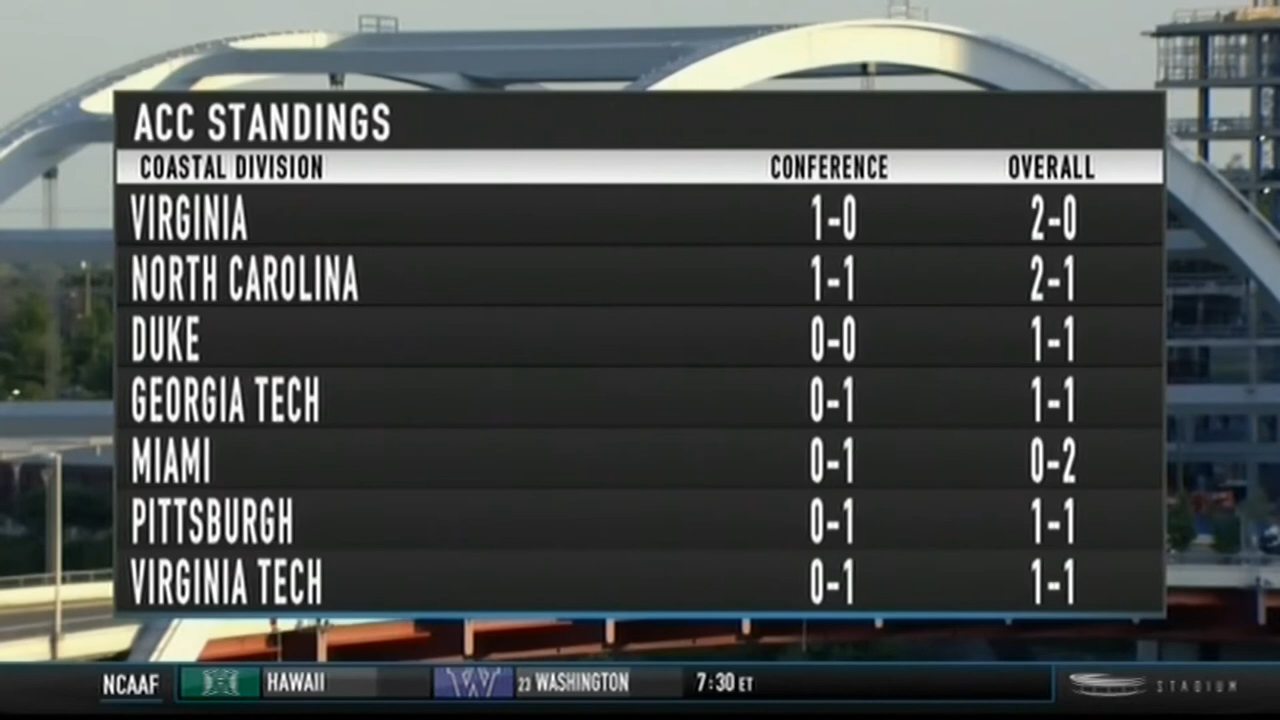 ACC STANDINGS
COASTAL DIVISION CONFERENCE OVERALL
VIRGINIA 1-0 2-0
NORTH CAROLINA 1-1 2-1
DUKE 0-0 1-1
GEORGIA TECH 0-1 1-1
MIAMI 0-1 0-2
PITTSBURGH 0-1 1-1
VIRGINIA TECH 0-1 1-1
NCAAF HAWAII W 23 WASHINGTON 7:30 ET STADIUM